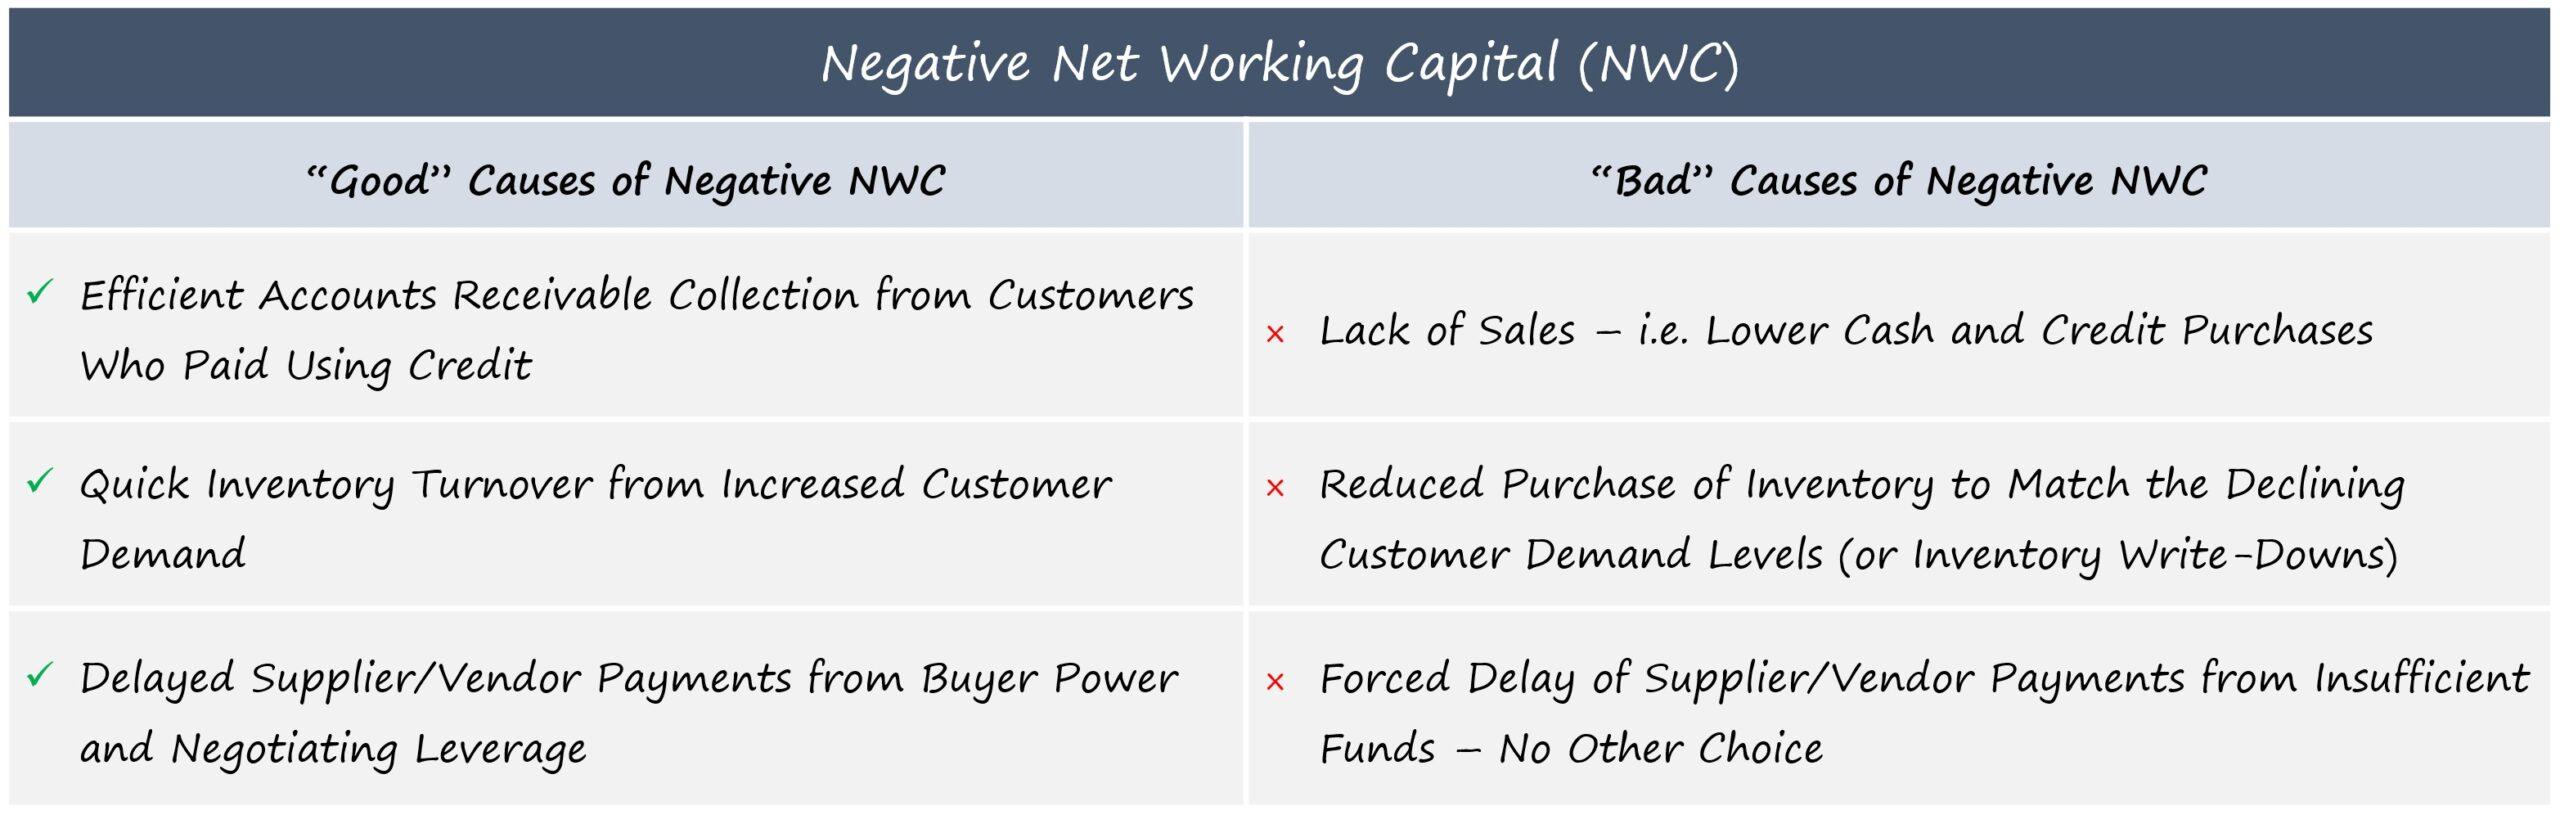 Negative Net Working Capital (NWC)
“Good” Causes of Negative NWC
“Bad” Causes of Negative NWC
✓ Efficient Accounts Receivable Collection from Customers
Who Paid Using Credit
× Lack of Sales – i.e. Lower Cash and Credit Purchases
✓ Quick Inventory Turnover from Increased Customer
Demand
× Reduced Purchase of Inventory to Match the Declining
Customer Demand Levels (or Inventory Write-Downs)
✓ Delayed Supplier/Vendor Payments from Buyer Power
and Negotiating Leverage
× Forced Delay of Supplier/Vendor Payments from Insufficient
Funds – No Other Choice